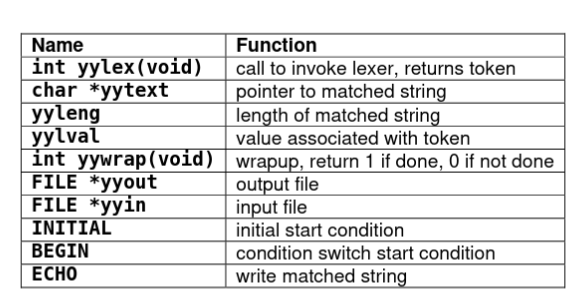 Name Function
int yylex(void) call to invoke lexer, returns token
char *yytext pointer to matched string
yyleng length of matched string
yylval value associated with token
int yywrap(void) wrapup, return 1 if done, 0 if not done
FILE *yyout output file
FILE *yyin input file
INITIAL initial start condition
BEGIN condition switch start condition
ECHO write matched string